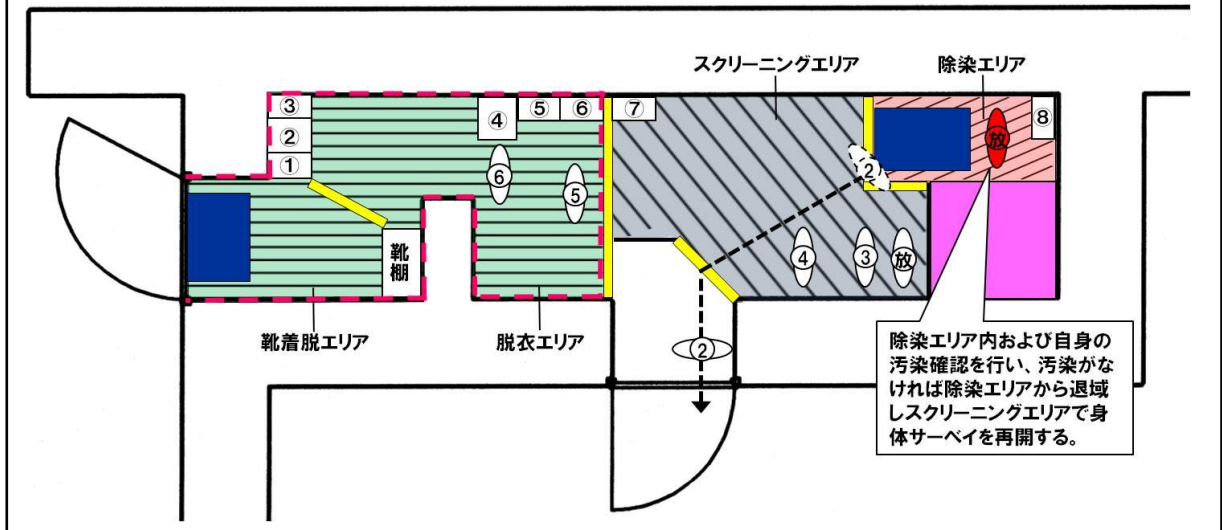 スクリーニングエリア
除染エリア
③
②
①
④
⑤
⑥
⑦
⑧
放
②
⑥
⑤
靴棚
④
③
放
靴着脱エリア
脱衣エリア
②
除染エリア内および自身の
汚染確認を行い、汚染がな
ければ除染エリアから退域
しスクリーニングエリアで身
体サーベイを再開する。